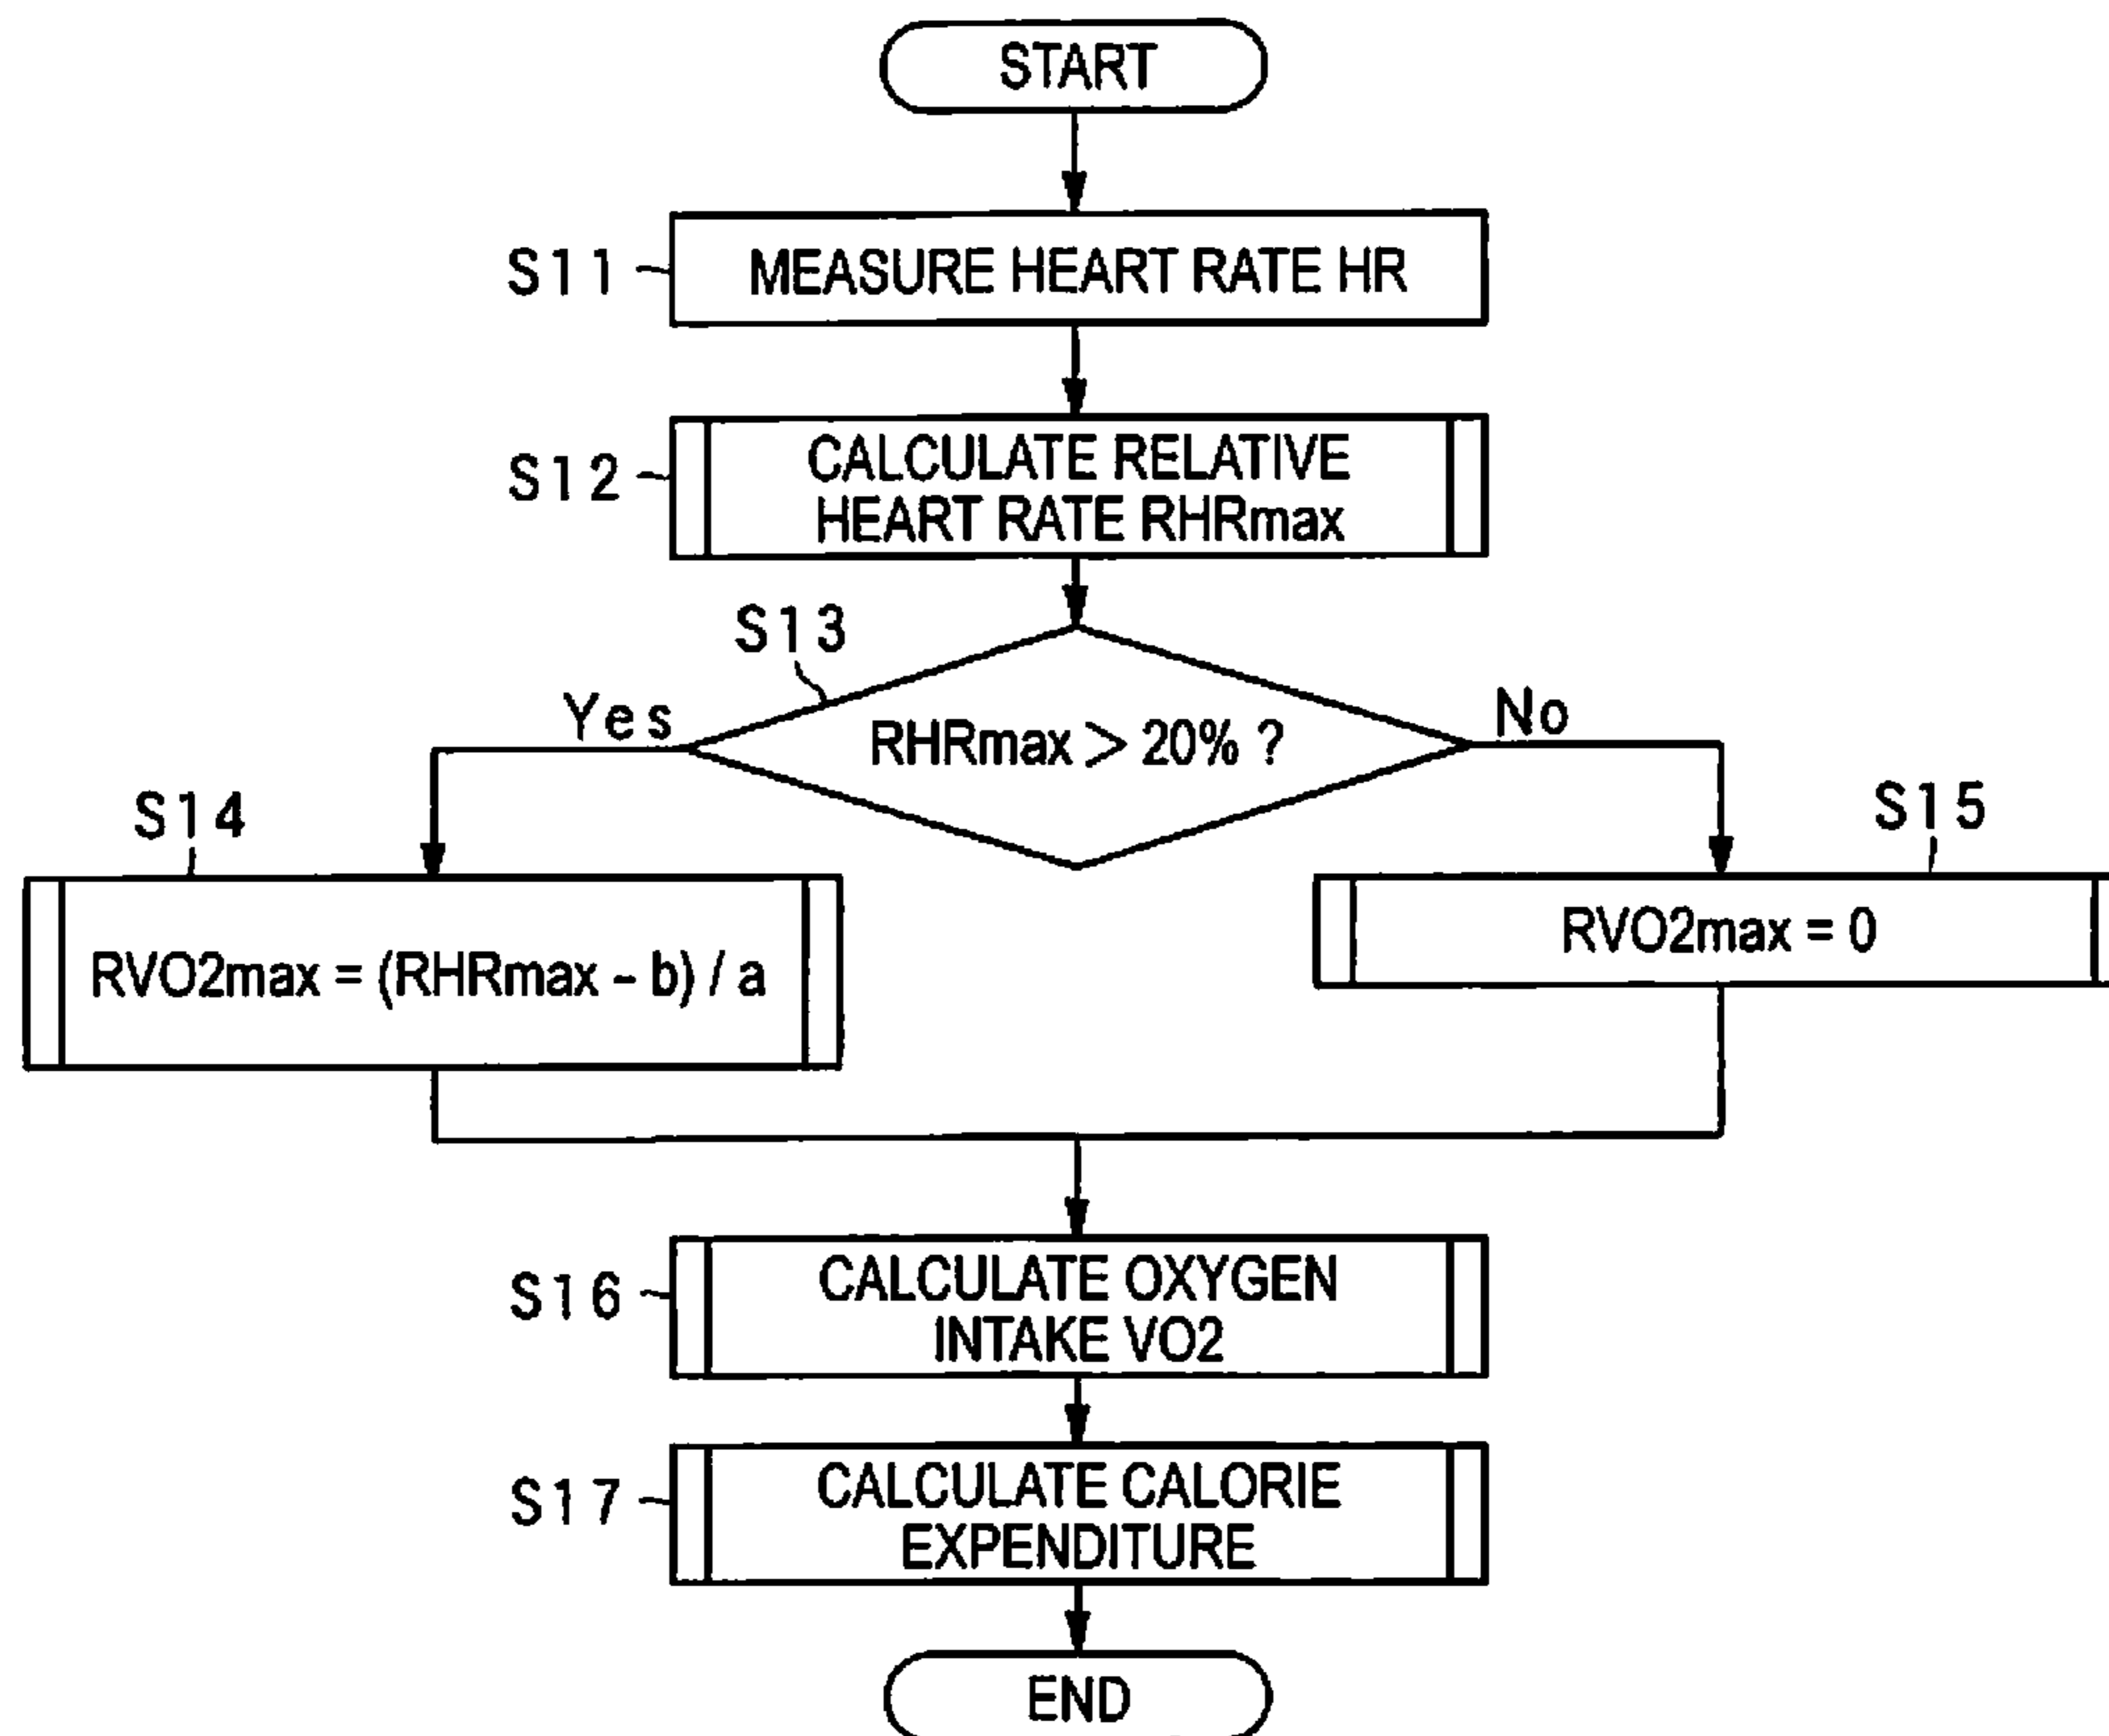 START
S11
MEASURE HEART RATE HR
S12
CALCULATE RELATIVE
HEART RATE RHRmax
S13
Yes
RHRmax > 20% ?
No
S14
RVO2max = (RHRmax - b) / a
S15
RVO2max = 0
S16
CALCULATE OXYGEN
INTAKE VO2
S17
CALCULATE CALORIE
EXPENDITURE
END